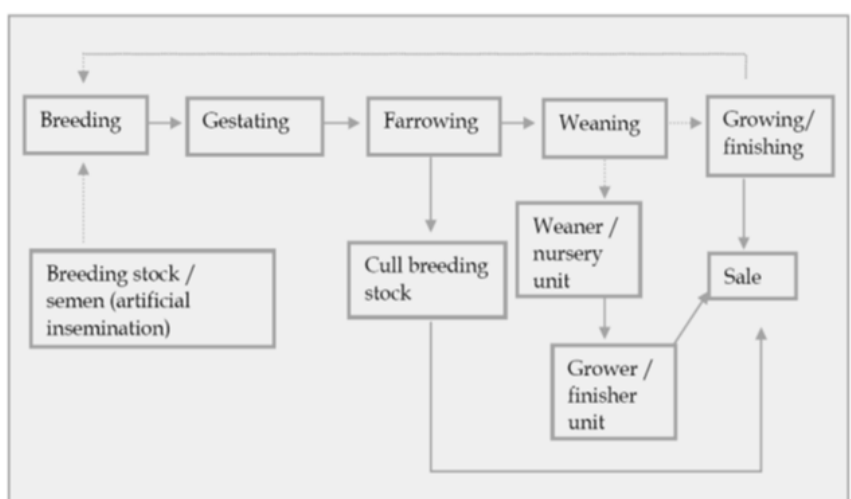 Breeding
Gestating
Farrowing
Weaning
Growing/
finishing
Breeding stock /
semen (artificial
insemination)
Cull breeding
stock
Weaner /
nursery
unit
Sale
Grower /
finisher
unit